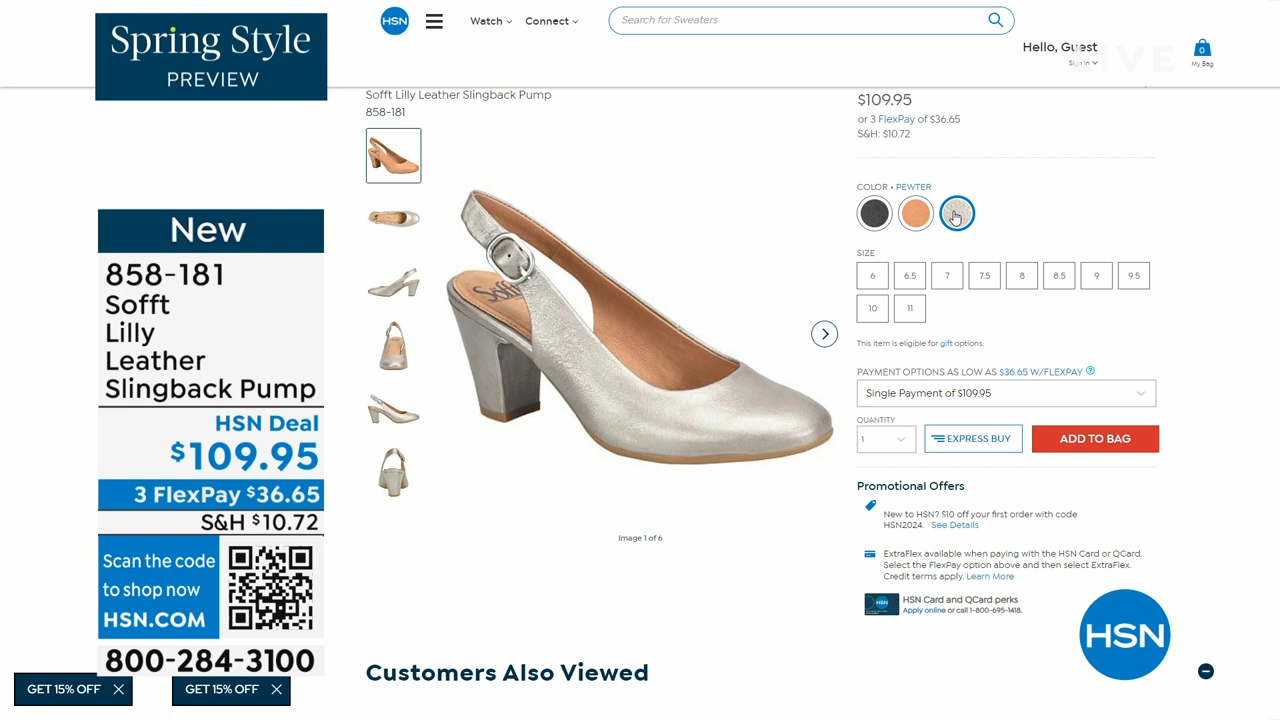 Spring Style
PREVIEW
HSN
Watch
Connect
Search for Sweaters
Hello, Guest
Sign In
LIVE
0
My Bag
Sofft Lilly Leather Slingback Pump
858-181
$109.95
or 3 FlexPay of $36.65
S&H: $10.72
COLOR • PEWTER
SIZE
6 6.5 7 7.5 8 8.5 9 9.5
10 11
This item is eligible for gift options.
PAYMENT OPTIONS AS LOW AS $36.65 W/FLEXPAY ?
Single Payment of $109.95
QUANTITY
1
EXPRESS BUY
ADD TO BAG
Promotional Offers
New to HSN? $10 off your first order with code
HSN2024. See Details
ExtraFlex available when paying with the HSN Card or QCard.
Select the FlexPay option above and then select ExtraFlex.
Credit terms apply. Learn More
HSN
HSN Card and QCard perks
Apply online or call 1-800-695-1418.
Sofft
Image 1 of 6
Customers Also Viewed
HSN
New
858-181
Sofft
Lilly
Leather
Slingback Pump
HSN Deal
$109.95
3 FlexPay $36.65
S&H $10.72
Scan the code
to shop now
HSN.COM
800-284-3100
GET 15% OFF
GET 15% OFF